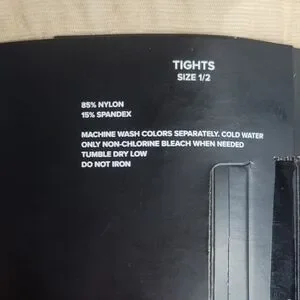 TIGHTS
SIZE 1/2
85% NYLON
15% SPANDEX
MACHINE WASH COLORS SEPARATELY. COLD WATER
ONLY NON-CHLORINE BLEACH WHEN NEEDED
TUMBLE DRY LOW
DO NOT IRON